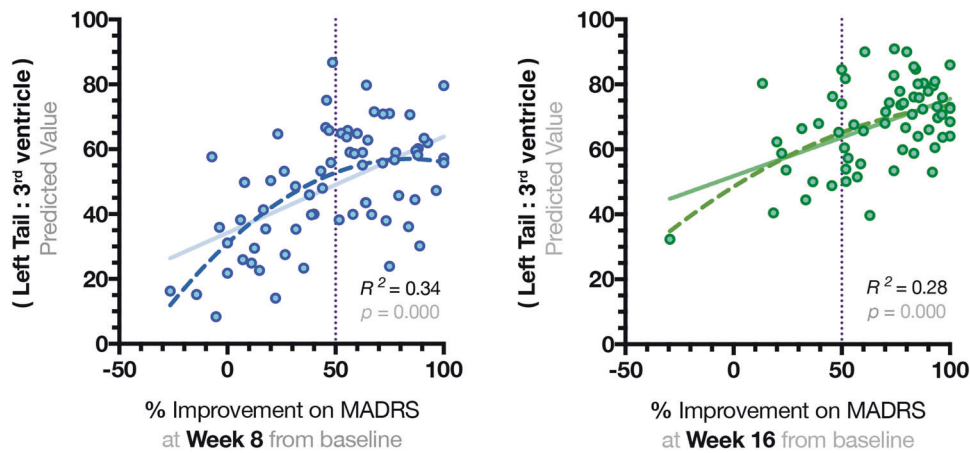 ( Left Tail : 3rd ventricle)
Predicted Value
100
80
60
40
20
0
-50
0
50
100
R² = 0.34
p = 0.000
% Improvement on MADRS
at Week 8 from baseline
( Left Tail : 3rd ventricle)
Predicted Value
100
80
60
40
20
0
-50
0
50
100
R² = 0.28
p = 0.000
% Improvement on MADRS
at Week 16 from baseline